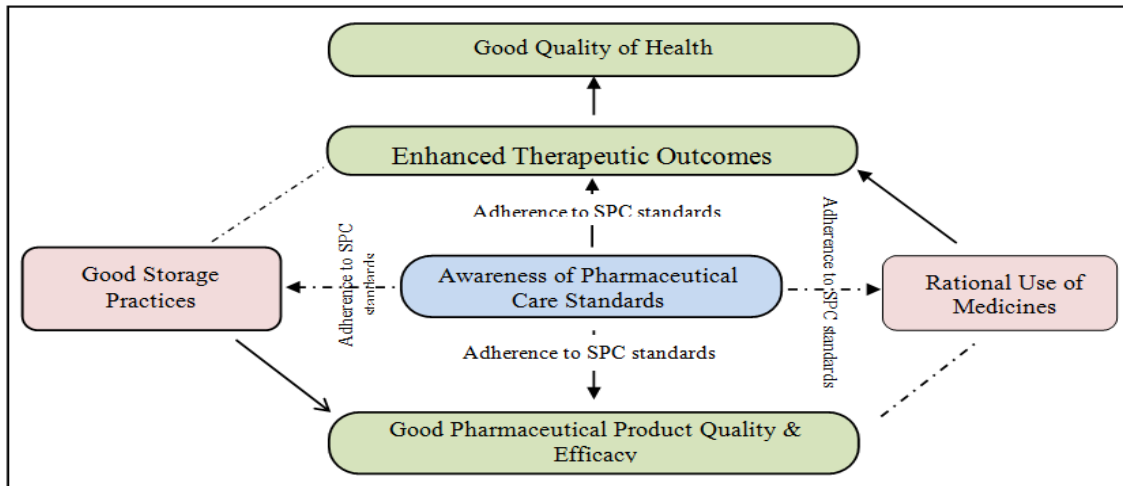 Good Quality of Health
Enhanced Therapeutic Outcomes
Adherence to SPC standards
Adherence to SPC
standards
Good Storage
Practices
Awareness of Pharmaceutical
Care Standards
Adherence to SPC standards
Rational Use of
Medicines
Adherence to SPC standards
Good Pharmaceutical Product Quality &
Efficacy